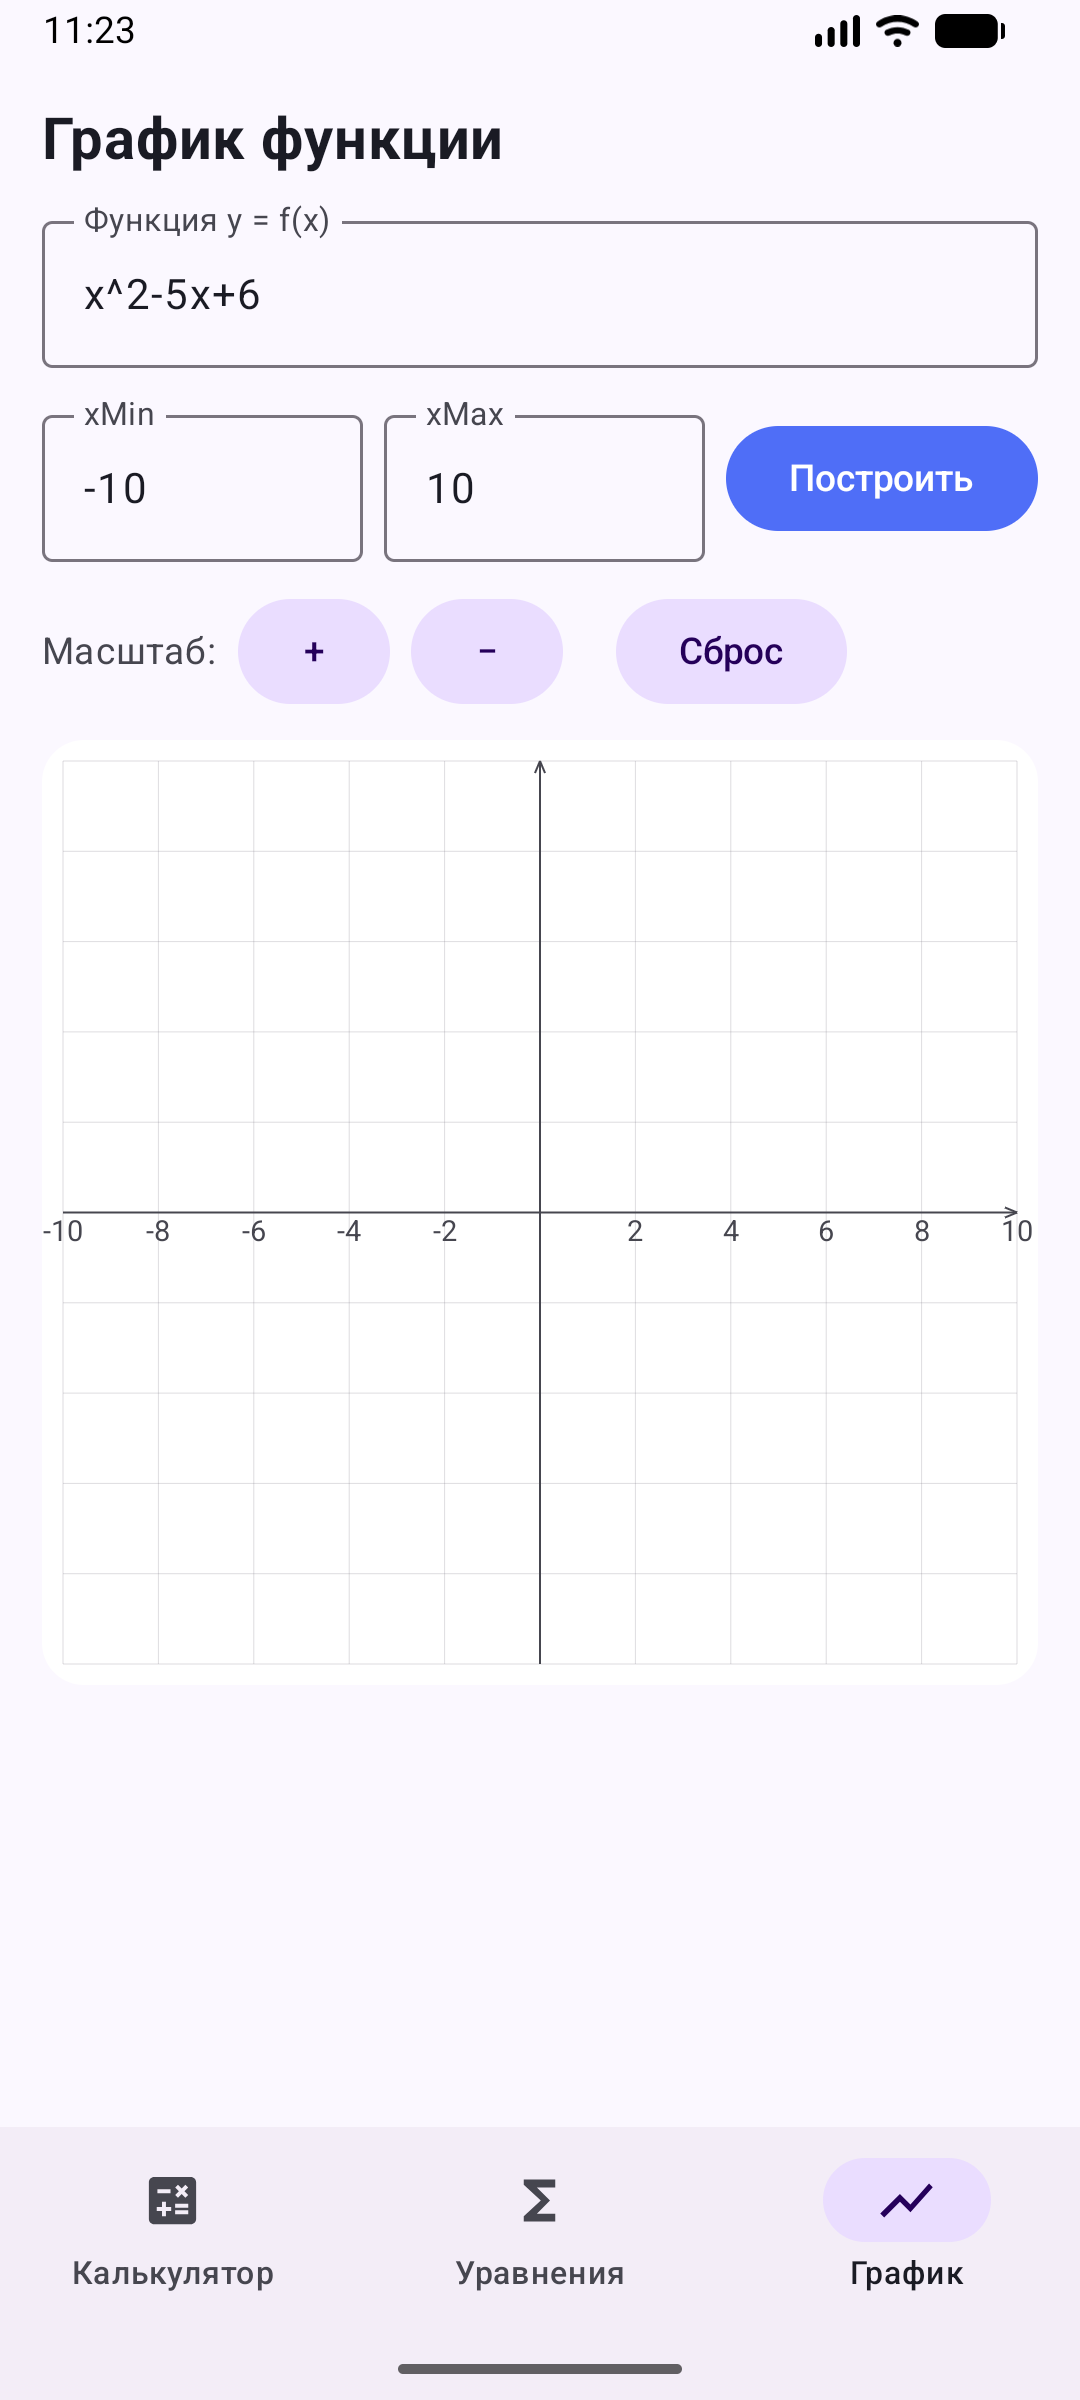 11:23
График функции
Функция y = f(x)
x^2-5x+6
xMin xMax
-10 10 Построить
Масштаб: + − Сброс
-10 -8 -6 -4 -2 2 4 6 8 10
Калькулятор Уравнения График